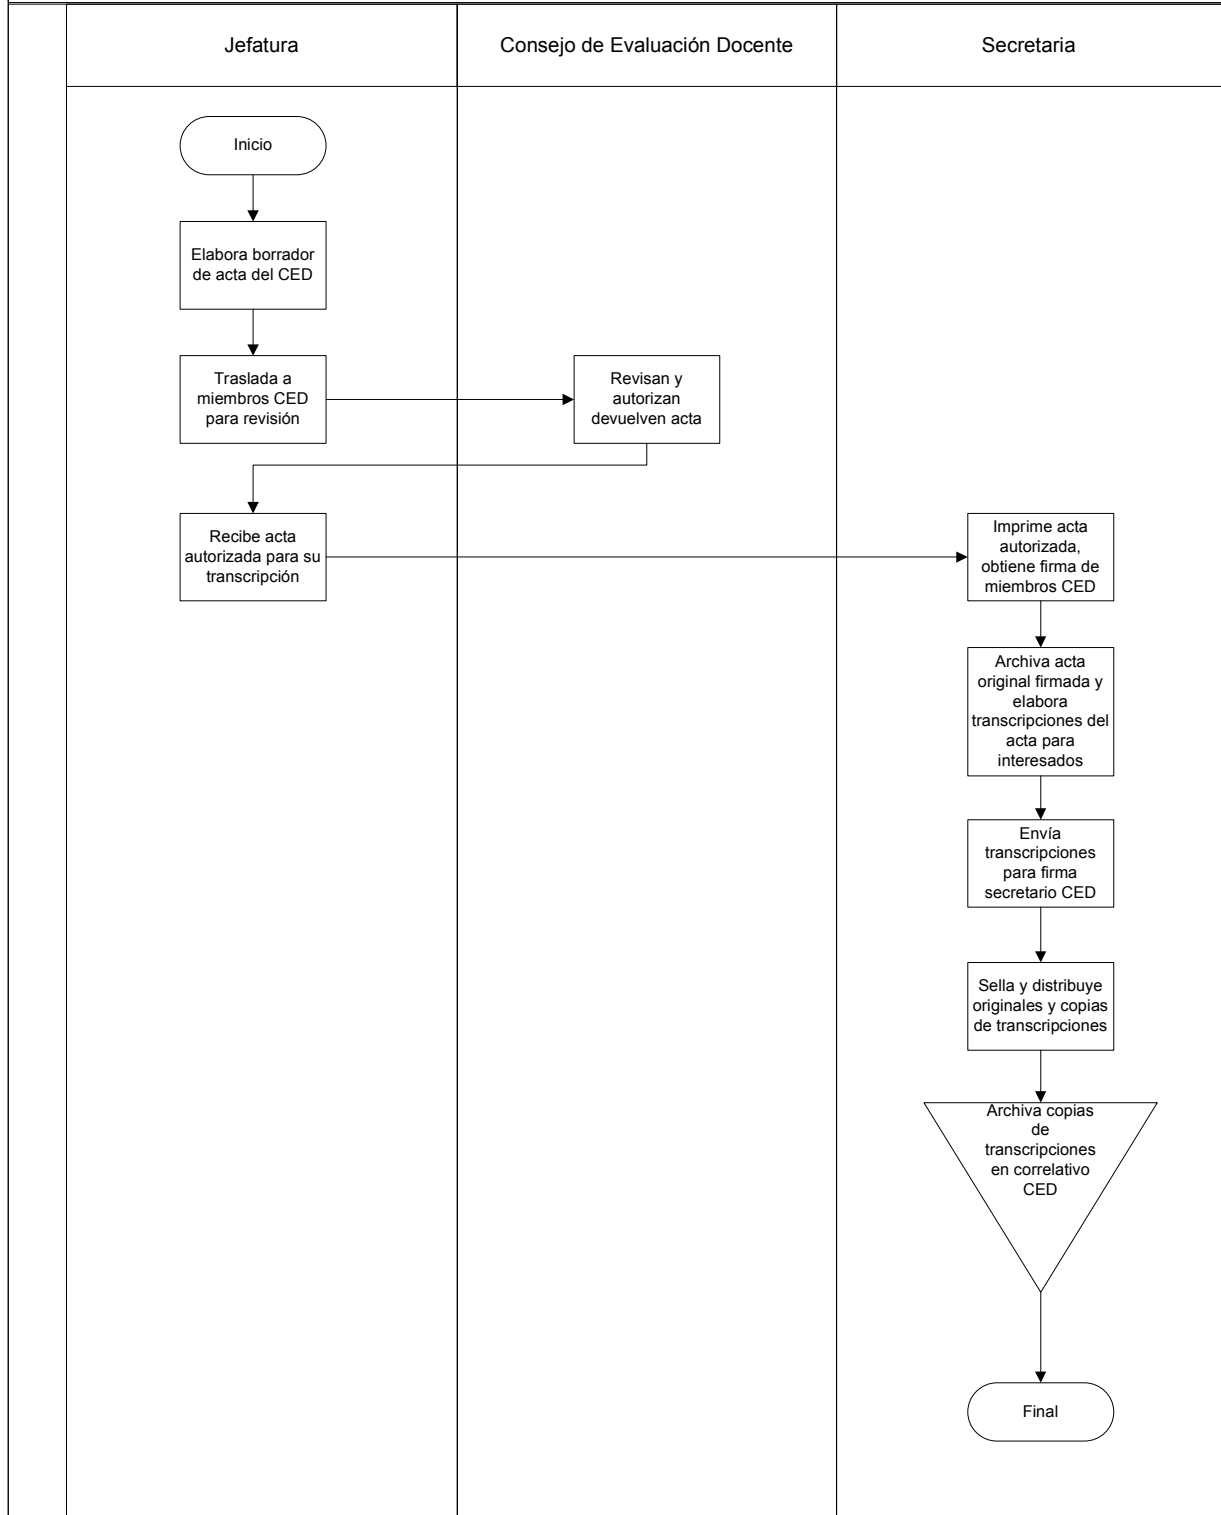 Jefatura
Consejo de Evaluación Docente
Secretaria
Inicio
Elabora borrador
de acta del CED
Traslada a
miembros CED
para revisión
Revisan y
autorizan
devuelven acta
Recibe acta
autorizada para su
transcripción
Imprime acta
autorizada,
obtiene firma de
miembros CED
Archiva acta
original firmada y
elabora
transcripciones del
acta para
interesados
Envía
transcripciones
para firma
secretario CED
Sella y distribuye
originales y copias
de transcripciones
Archiva copias
de
transcripciones
en correlativo
CED
Final